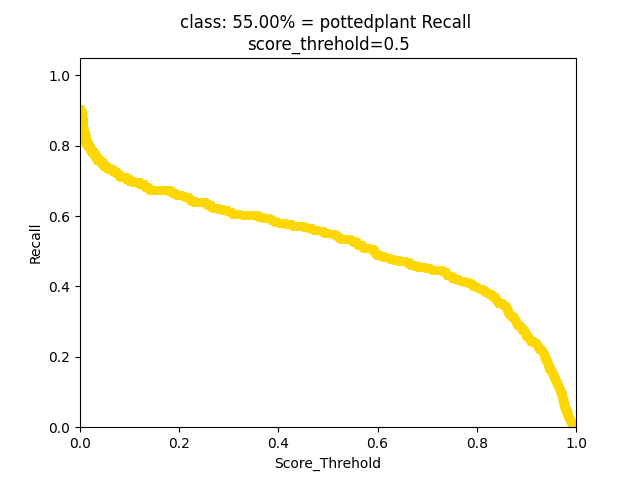 class: 55.00% = pottedplant Recall
score_threhold=0.5
1.0
0.8
0.6
0.4
0.2
0.0
Recall
0.0 0.2 0.4 0.6 0.8 1.0
Score_Threhold